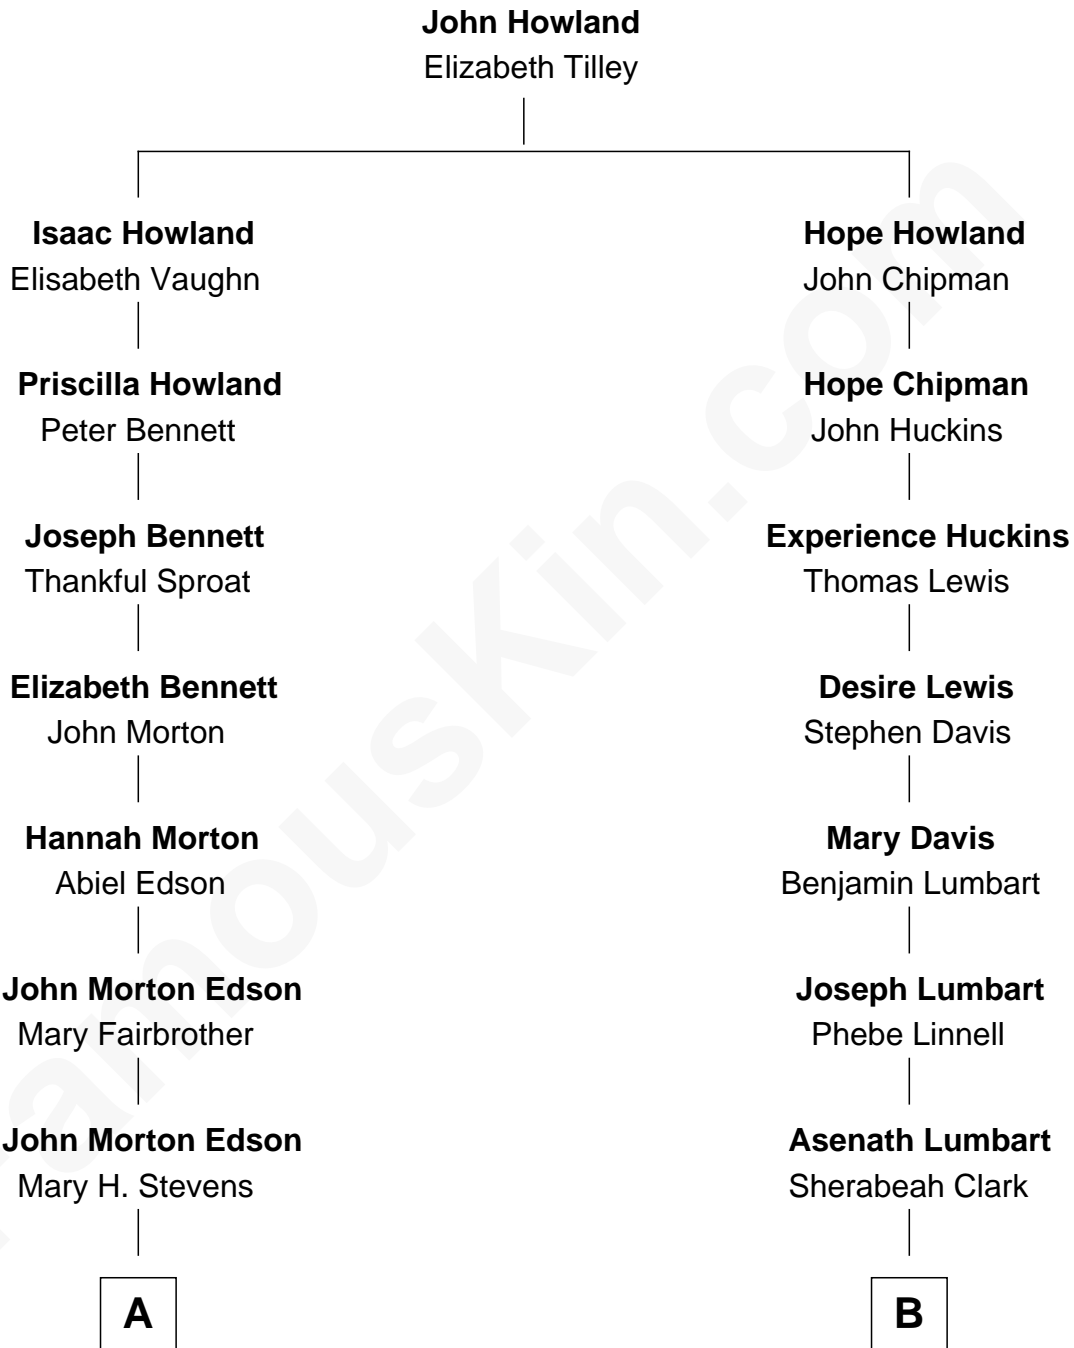 John Howland
Elizabeth Tilley
Isaac Howland
Elisabeth Vaughn
Hope Howland
John Chipman
Priscilla Howland
Peter Bennett
Hope Chipman
John Huckins
Joseph Bennett
Thankful Sproat
Experience Huckins
Thomas Lewis
Elizabeth Bennett
John Morton
Desire Lewis
Stephen Davis
Hannah Morton
Abiel Edson
Mary Davis
Benjamin Lumbart
John Morton Edson
Mary Fairbrother
Joseph Lumbart
Phebe Linnell
John Morton Edson
Mary H. Stevens
Asenath Lumbart
Sherabeah Clark
A
B
FamousKin.com